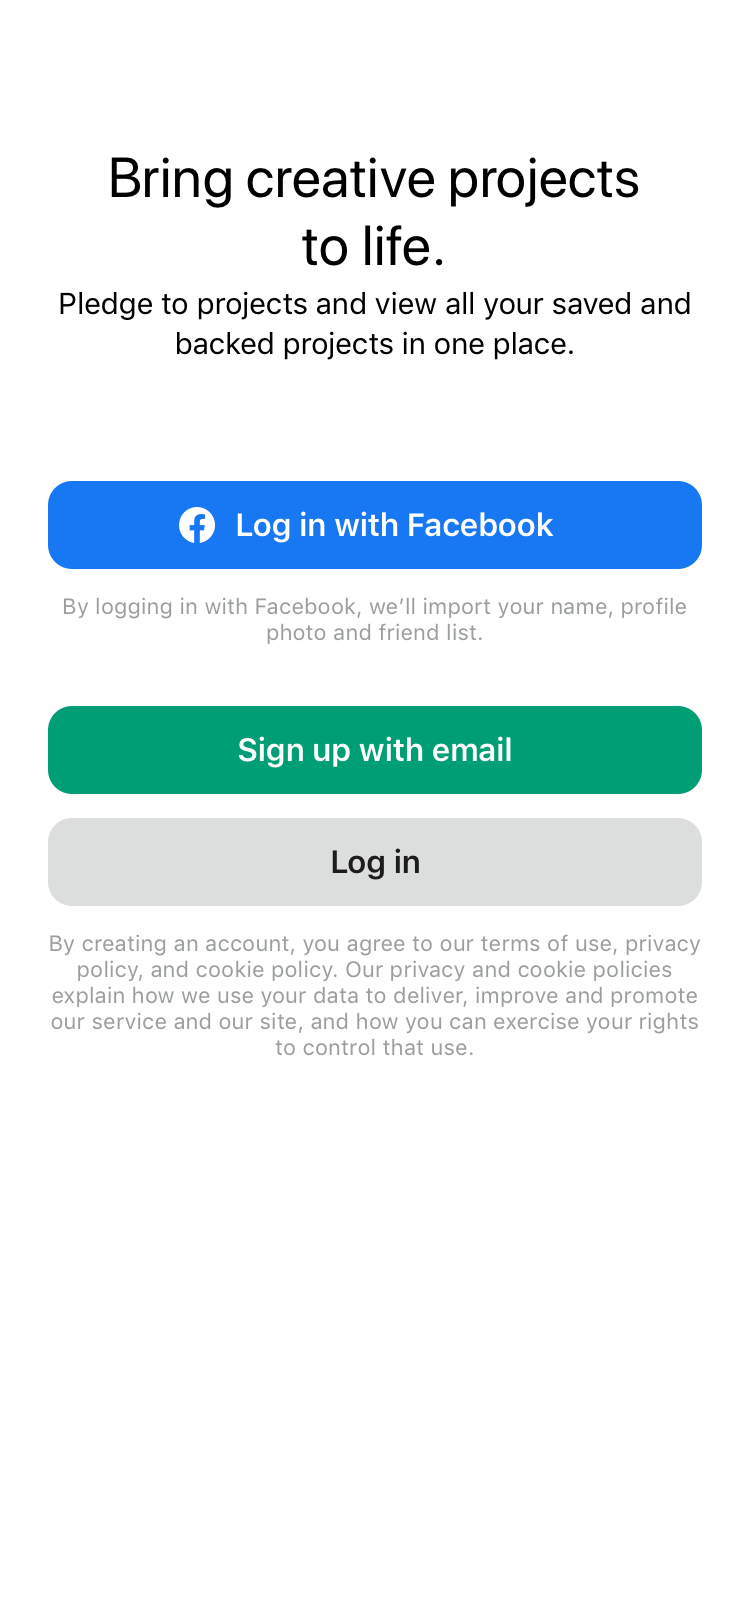 Bring creative projects
to life.
Pledge to projects and view all your saved and
backed projects in one place.
Log in with Facebook
By logging in with Facebook, we’ll import your name, profile
photo and friend list.
Sign up with email
Log in
By creating an account, you agree to our terms of use, privacy
policy, and cookie policy. Our privacy and cookie policies
explain how we use your data to deliver, improve and promote
our service and our site, and how you can exercise your rights
to control that use.